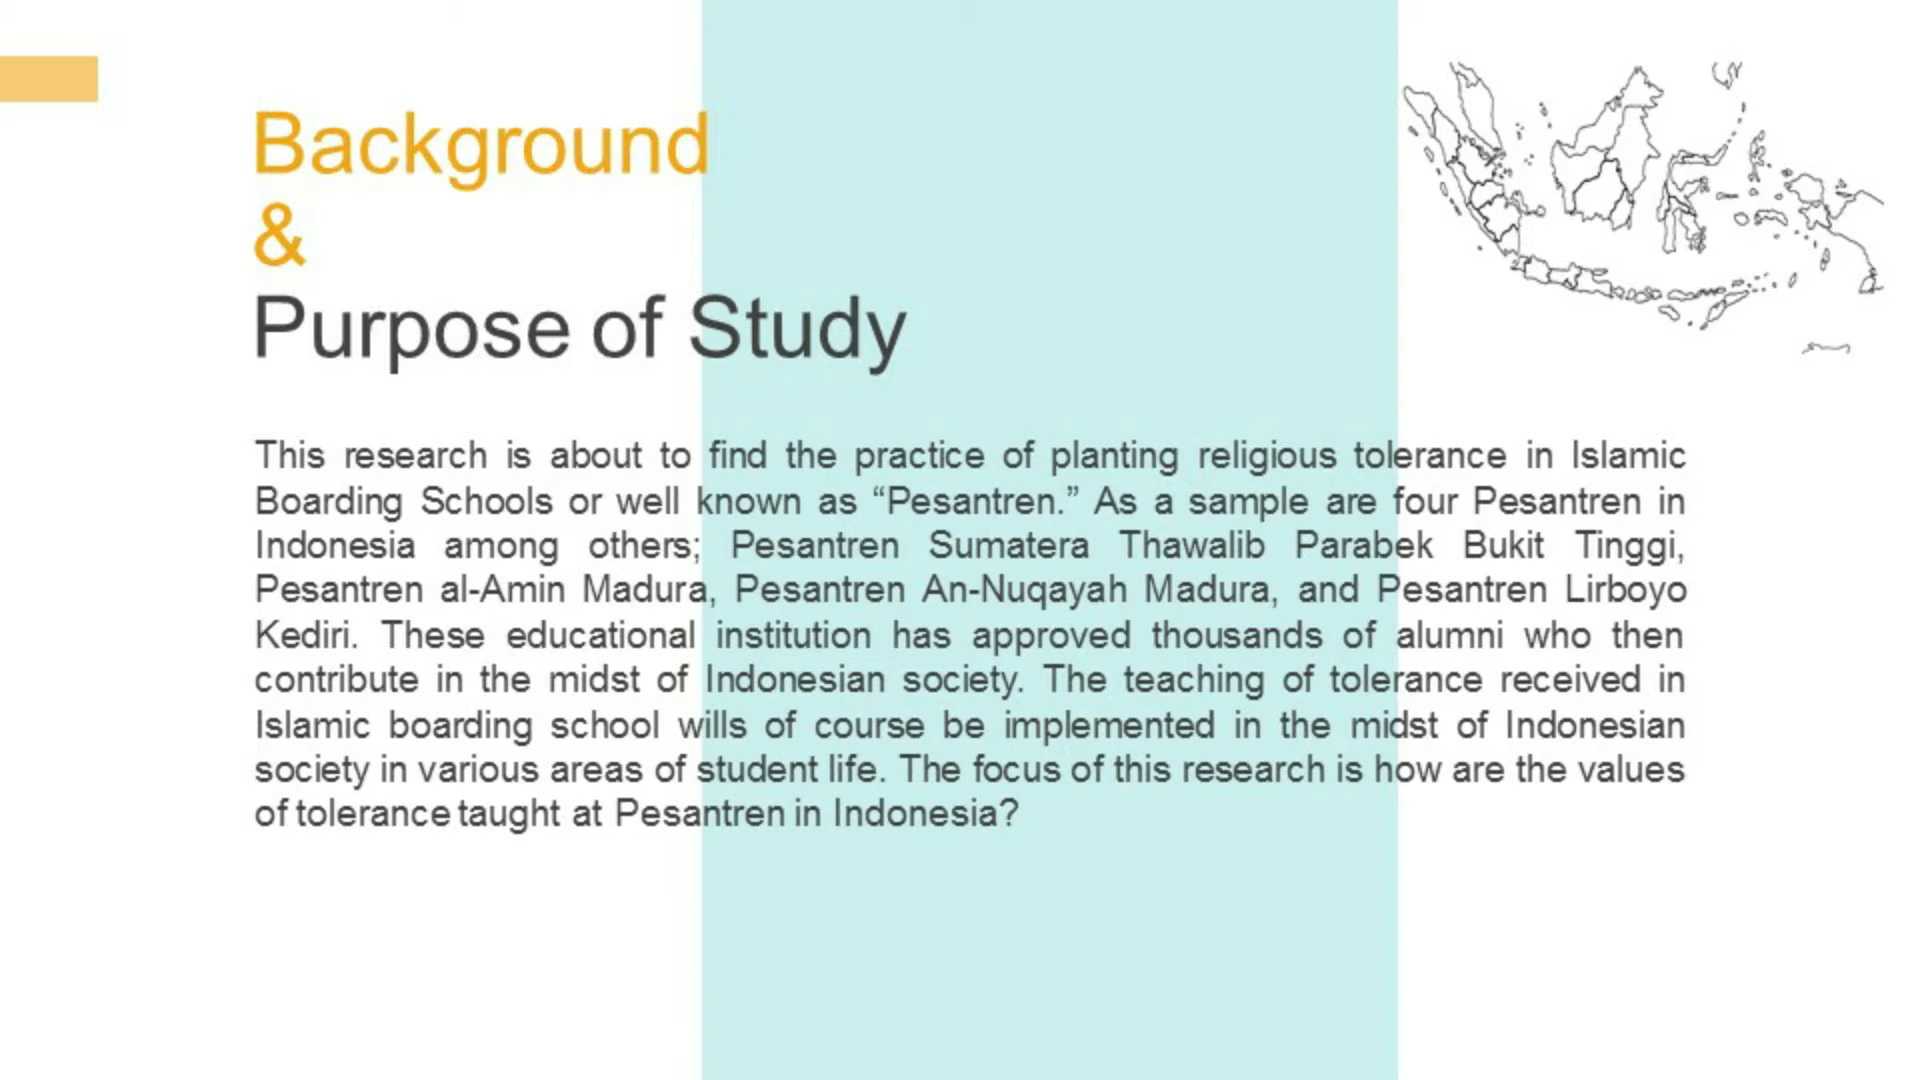 Background
&
Purpose of Study
This research is about to find the practice of planting religious tolerance in Islamic
Boarding Schools or well known as “Pesantren.” As a sample are four Pesantren in
Indonesia among others; Pesantren Sumatera Thawalib Parabek Bukit Tinggi,
Pesantren al-Amin Madura, Pesantren An-Nuqayah Madura, and Pesantren Lirboyo
Kediri. These educational institution has approved thousands of alumni who then
contribute in the midst of Indonesian society. The teaching of tolerance received in
Islamic boarding school wills of course be implemented in the midst of Indonesian
society in various areas of student life. The focus of this research is how are the values
of tolerance taught at Pesantren in Indonesia?